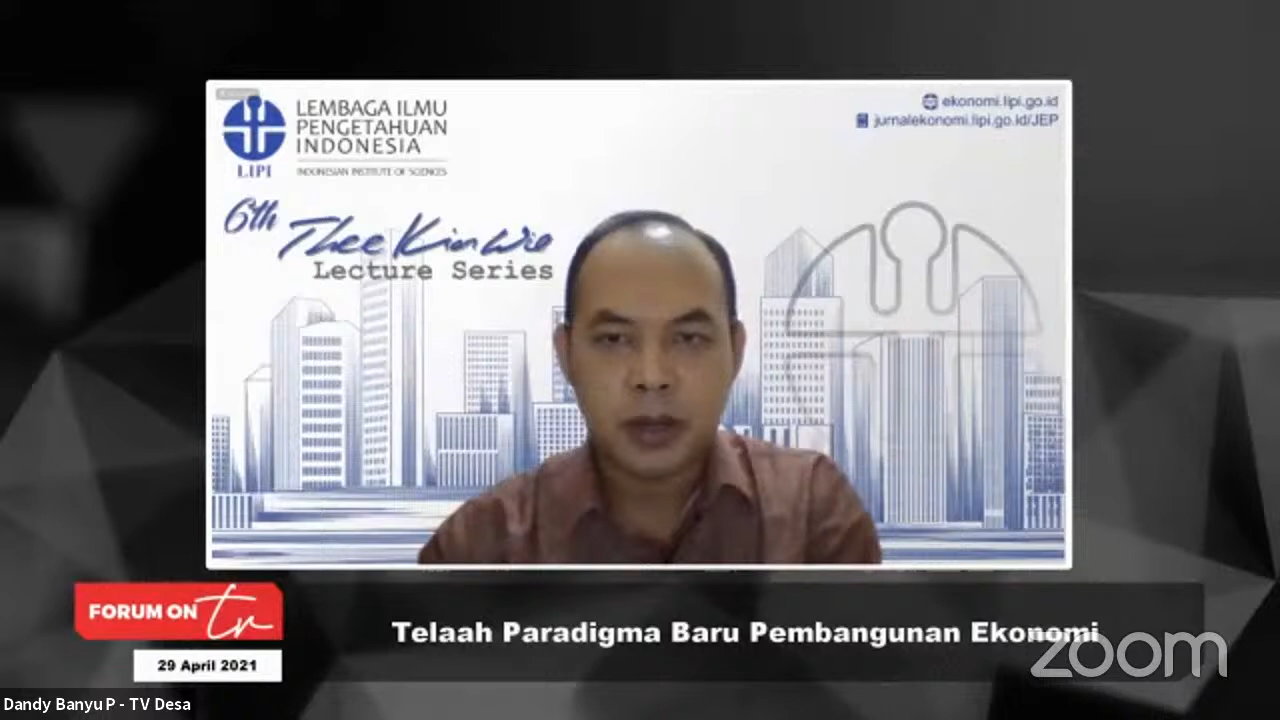 LEMBAGA ILMU
PENGETAHUAN
INDONESIA
INDONESIAN INSTITUTE OF SCIENCES
LIPI
ekonomi.lipi.go.id
jurnalekonomi.lipi.go.id/JEP
6th Thee Kian Wie
Lecture Series
FORUM ON tv
29 April 2021
Telaah Paradigma Baru Pembangunan Ekonomi
zoom
Dandy Banyu P - TV Desa